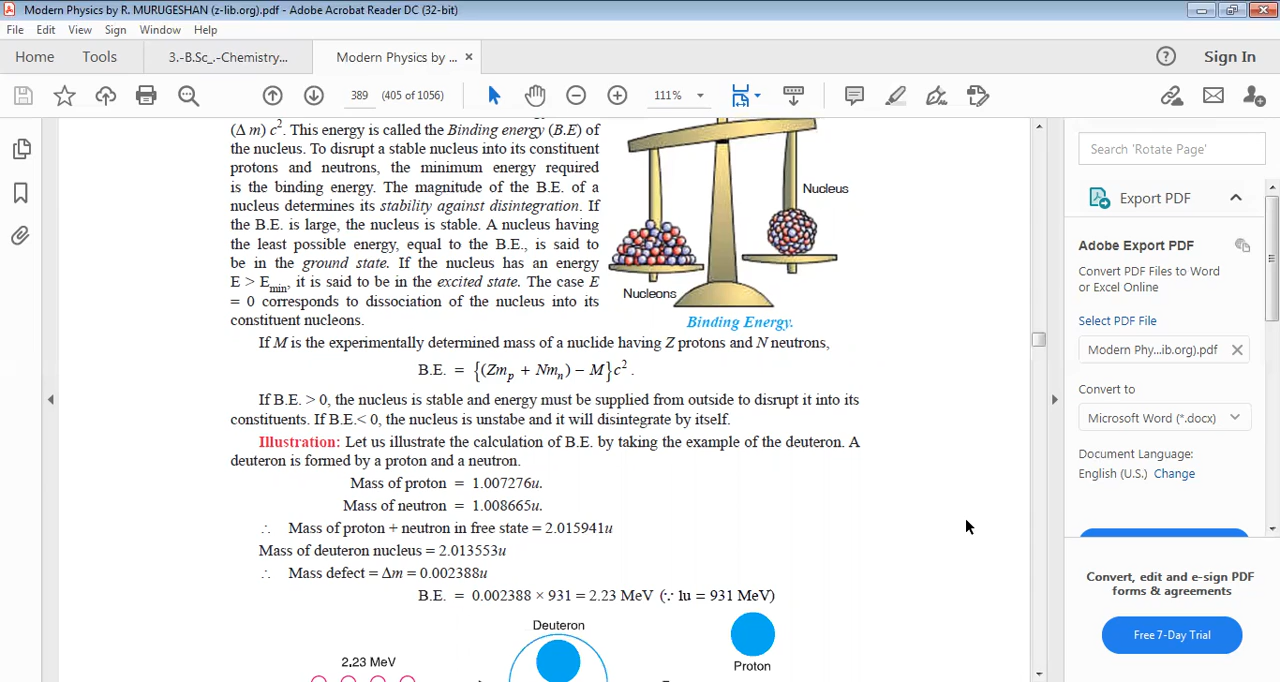 Modern Physics by R. MURUGESHAN (z-lib.org).pdf - Adobe Acrobat Reader DC (32-bit)
File Edit View Sign Window Help
Home Tools 3.-B.Sc_.-Chemistry... Modern Physics by ... × ? Sign In
389 (405 of 1056) 111%
(Δ m) c². This energy is called the Binding energy (B.E) of
the nucleus. To disrupt a stable nucleus into its constituent
protons and neutrons, the minimum energy required
is the binding energy. The magnitude of the B.E. of a
nucleus determines its stability against disintegration. If
the B.E. is large, the nucleus is stable. A nucleus having
the least possible energy, equal to the B.E., is said to
be in the ground state. If the nucleus has an energy
E > Emin, it is said to be in the excited state. The case E
= 0 corresponds to dissociation of the nucleus into its
constituent nucleons.
Nucleus
Nucleons
Binding Energy.
If M is the experimentally determined mass of a nuclide having Z protons and N neutrons,
B.E. = {(Zmp + Nmn) – M}c² .
If B.E. > 0, the nucleus is stable and energy must be supplied from outside to disrupt it into its
constituents. If B.E.< 0, the nucleus is unstabe and it will disintegrate by itself.
Illustration: Let us illustrate the calculation of B.E. by taking the example of the deuteron. A
deuteron is formed by a proton and a neutron.
Mass of proton = 1.007276u.
Mass of neutron = 1.008665u.
∴ Mass of proton + neutron in free state = 2.015941u
Mass of deuteron nucleus = 2.013553u
∴ Mass defect = Δm = 0.002388u
B.E. = 0.002388 × 931 = 2.23 MeV (∵ lu = 931 MeV)
Deuteron
2.23 MeV
Proton
Search 'Rotate Page'
Export PDF
Adobe Export PDF
Convert PDF Files to Word
or Excel Online
Select PDF File
Modern Phy...ib.org).pdf ×
Convert to
Microsoft Word (*.docx)
Document Language:
English (U.S.) Change
Convert, edit and e-sign PDF
forms & agreements
Free 7-Day Trial